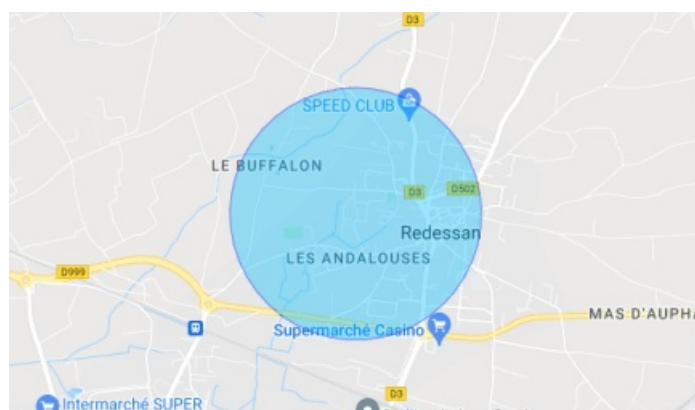 D3
SPEED CLUB
LE BUFFALON
D3
D502
Redessan
LES ANDALOUSES
D999
MAS D'AUPHA
Supermarché Casino
D3
Intermarché SUPER